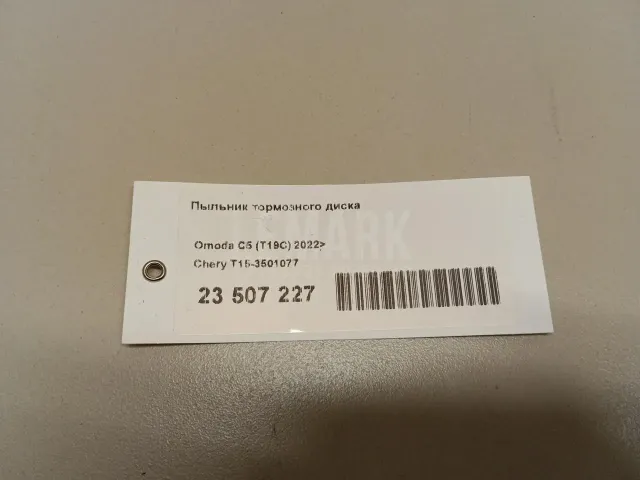 Пыльник тормозного диска
Omoda C5 (T19C) 2022>
Chery T15-3501077
23 507 227